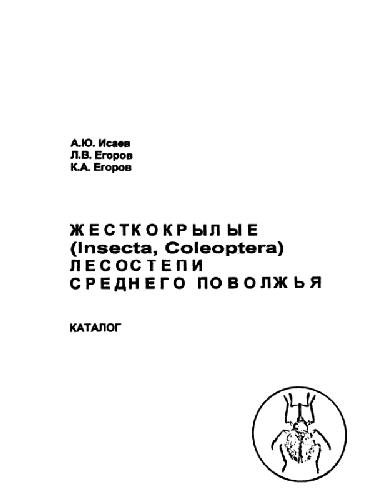 А.Ю. Исаев
Л.В. Егоров
К.А. Егоров
ЖЕСТКОКРЫЛЫЕ
(Insecta, Coleoptera)
ЛЕСОСТЕПИ
СРЕДНЕГО ПОВОЛЖЬЯ
КАТАЛОГ